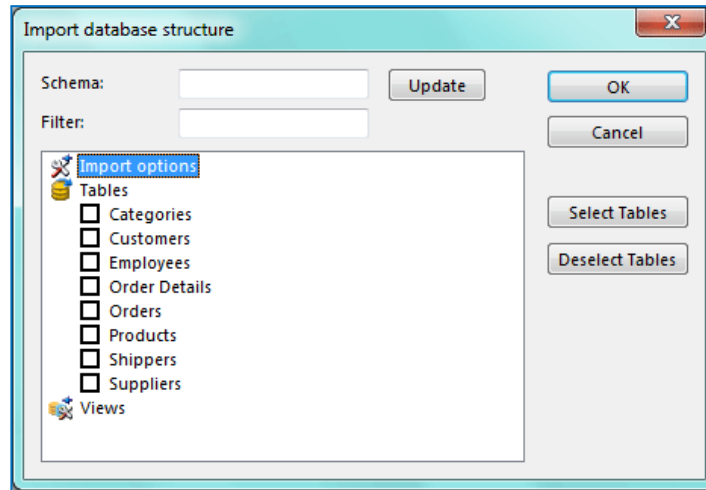 Import database structure
Schema:
Update
OK
Filter:
Cancel
Import options
Tables
Categories
Select Tables
Customers
Employees
Deselect Tables
Order Details
Orders
Products
Shippers
Suppliers
Views